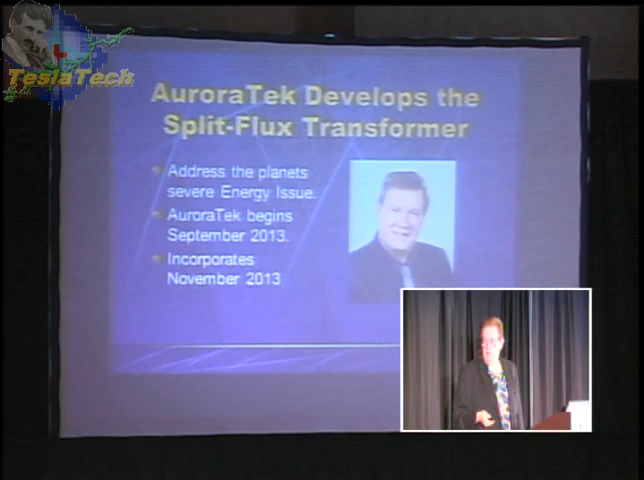 TeslaTech
AuroraTek Develops the
Split-Flux Transformer
Address the planets
severe Energy Issue.
AuroraTek begins
September 2013.
Incorporates
November 2013